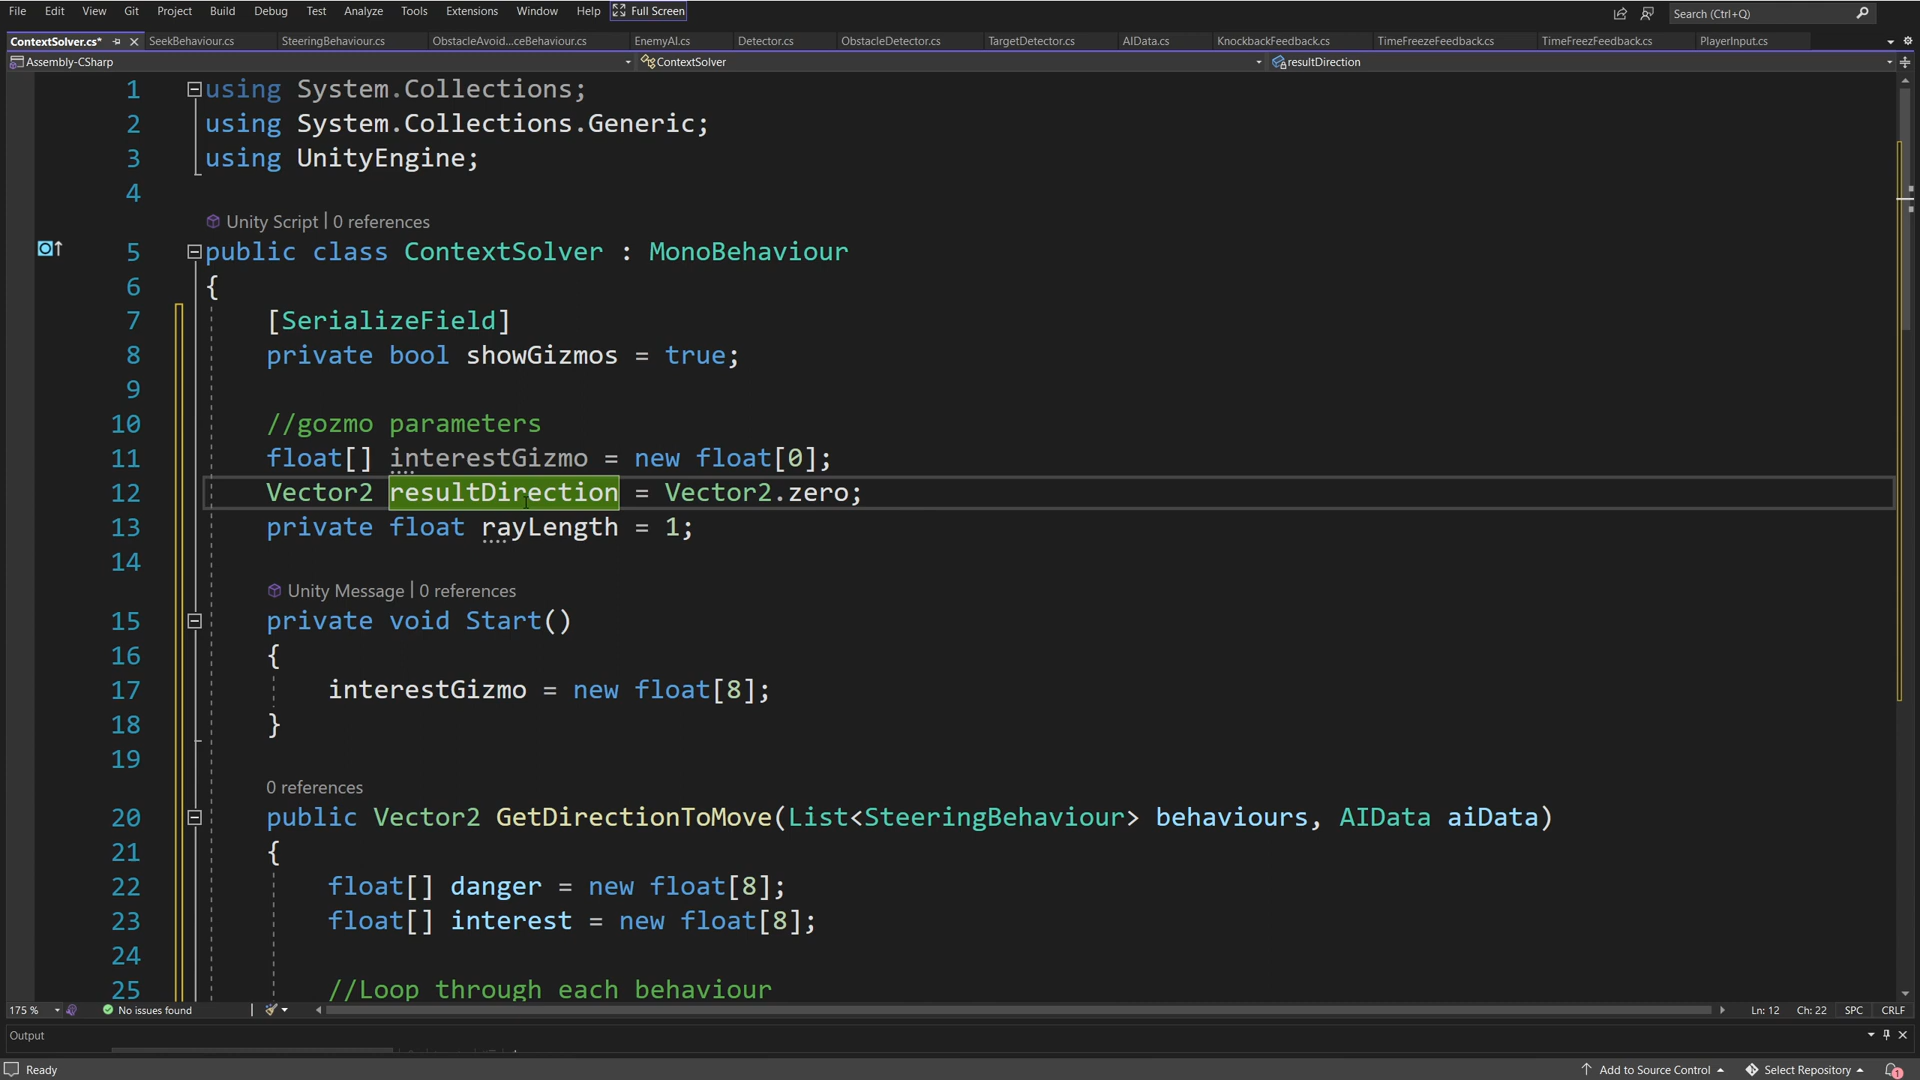 File Edit View Git Project Build Debug Test Analyze Tools Extensions Window Help Full Screen Search (Ctrl+Q)
ContextSolver.cs* SeekBehaviour.cs SteeringBehaviour.cs ObstacleAvoid...ceBehaviour.cs EnemyAI.cs Detector.cs ObstacleDetector.cs TargetDetector.cs AIData.cs KnockbackFeedback.cs TimeFreezeFeedback.cs TimeFreezFeedback.cs PlayerInput.cs
Assembly-CSharp ContextSolver resultDirection
1 using System.Collections;
2 using System.Collections.Generic;
3 using UnityEngine;
4
Unity Script | 0 references
5 public class ContextSolver : MonoBehaviour
6 {
7 [SerializeField]
8 private bool showGizmos = true;
9
10 //gozmo parameters
11 float[] interestGizmo = new float[0];
12 Vector2 resultDirection = Vector2.zero;
13 private float rayLength = 1;
14
Unity Message | 0 references
15 private void Start()
16 {
17 interestGizmo = new float[8];
18 }
19
0 references
20 public Vector2 GetDirectionToMove(List<SteeringBehaviour> behaviours, AIData aiData)
21 {
22 float[] danger = new float[8];
23 float[] interest = new float[8];
24
25 //Loop through each behaviour
175 % No issues found Ln: 12 Ch: 22 SPC CRLF
Output
Ready Add to Source Control Select Repository 1